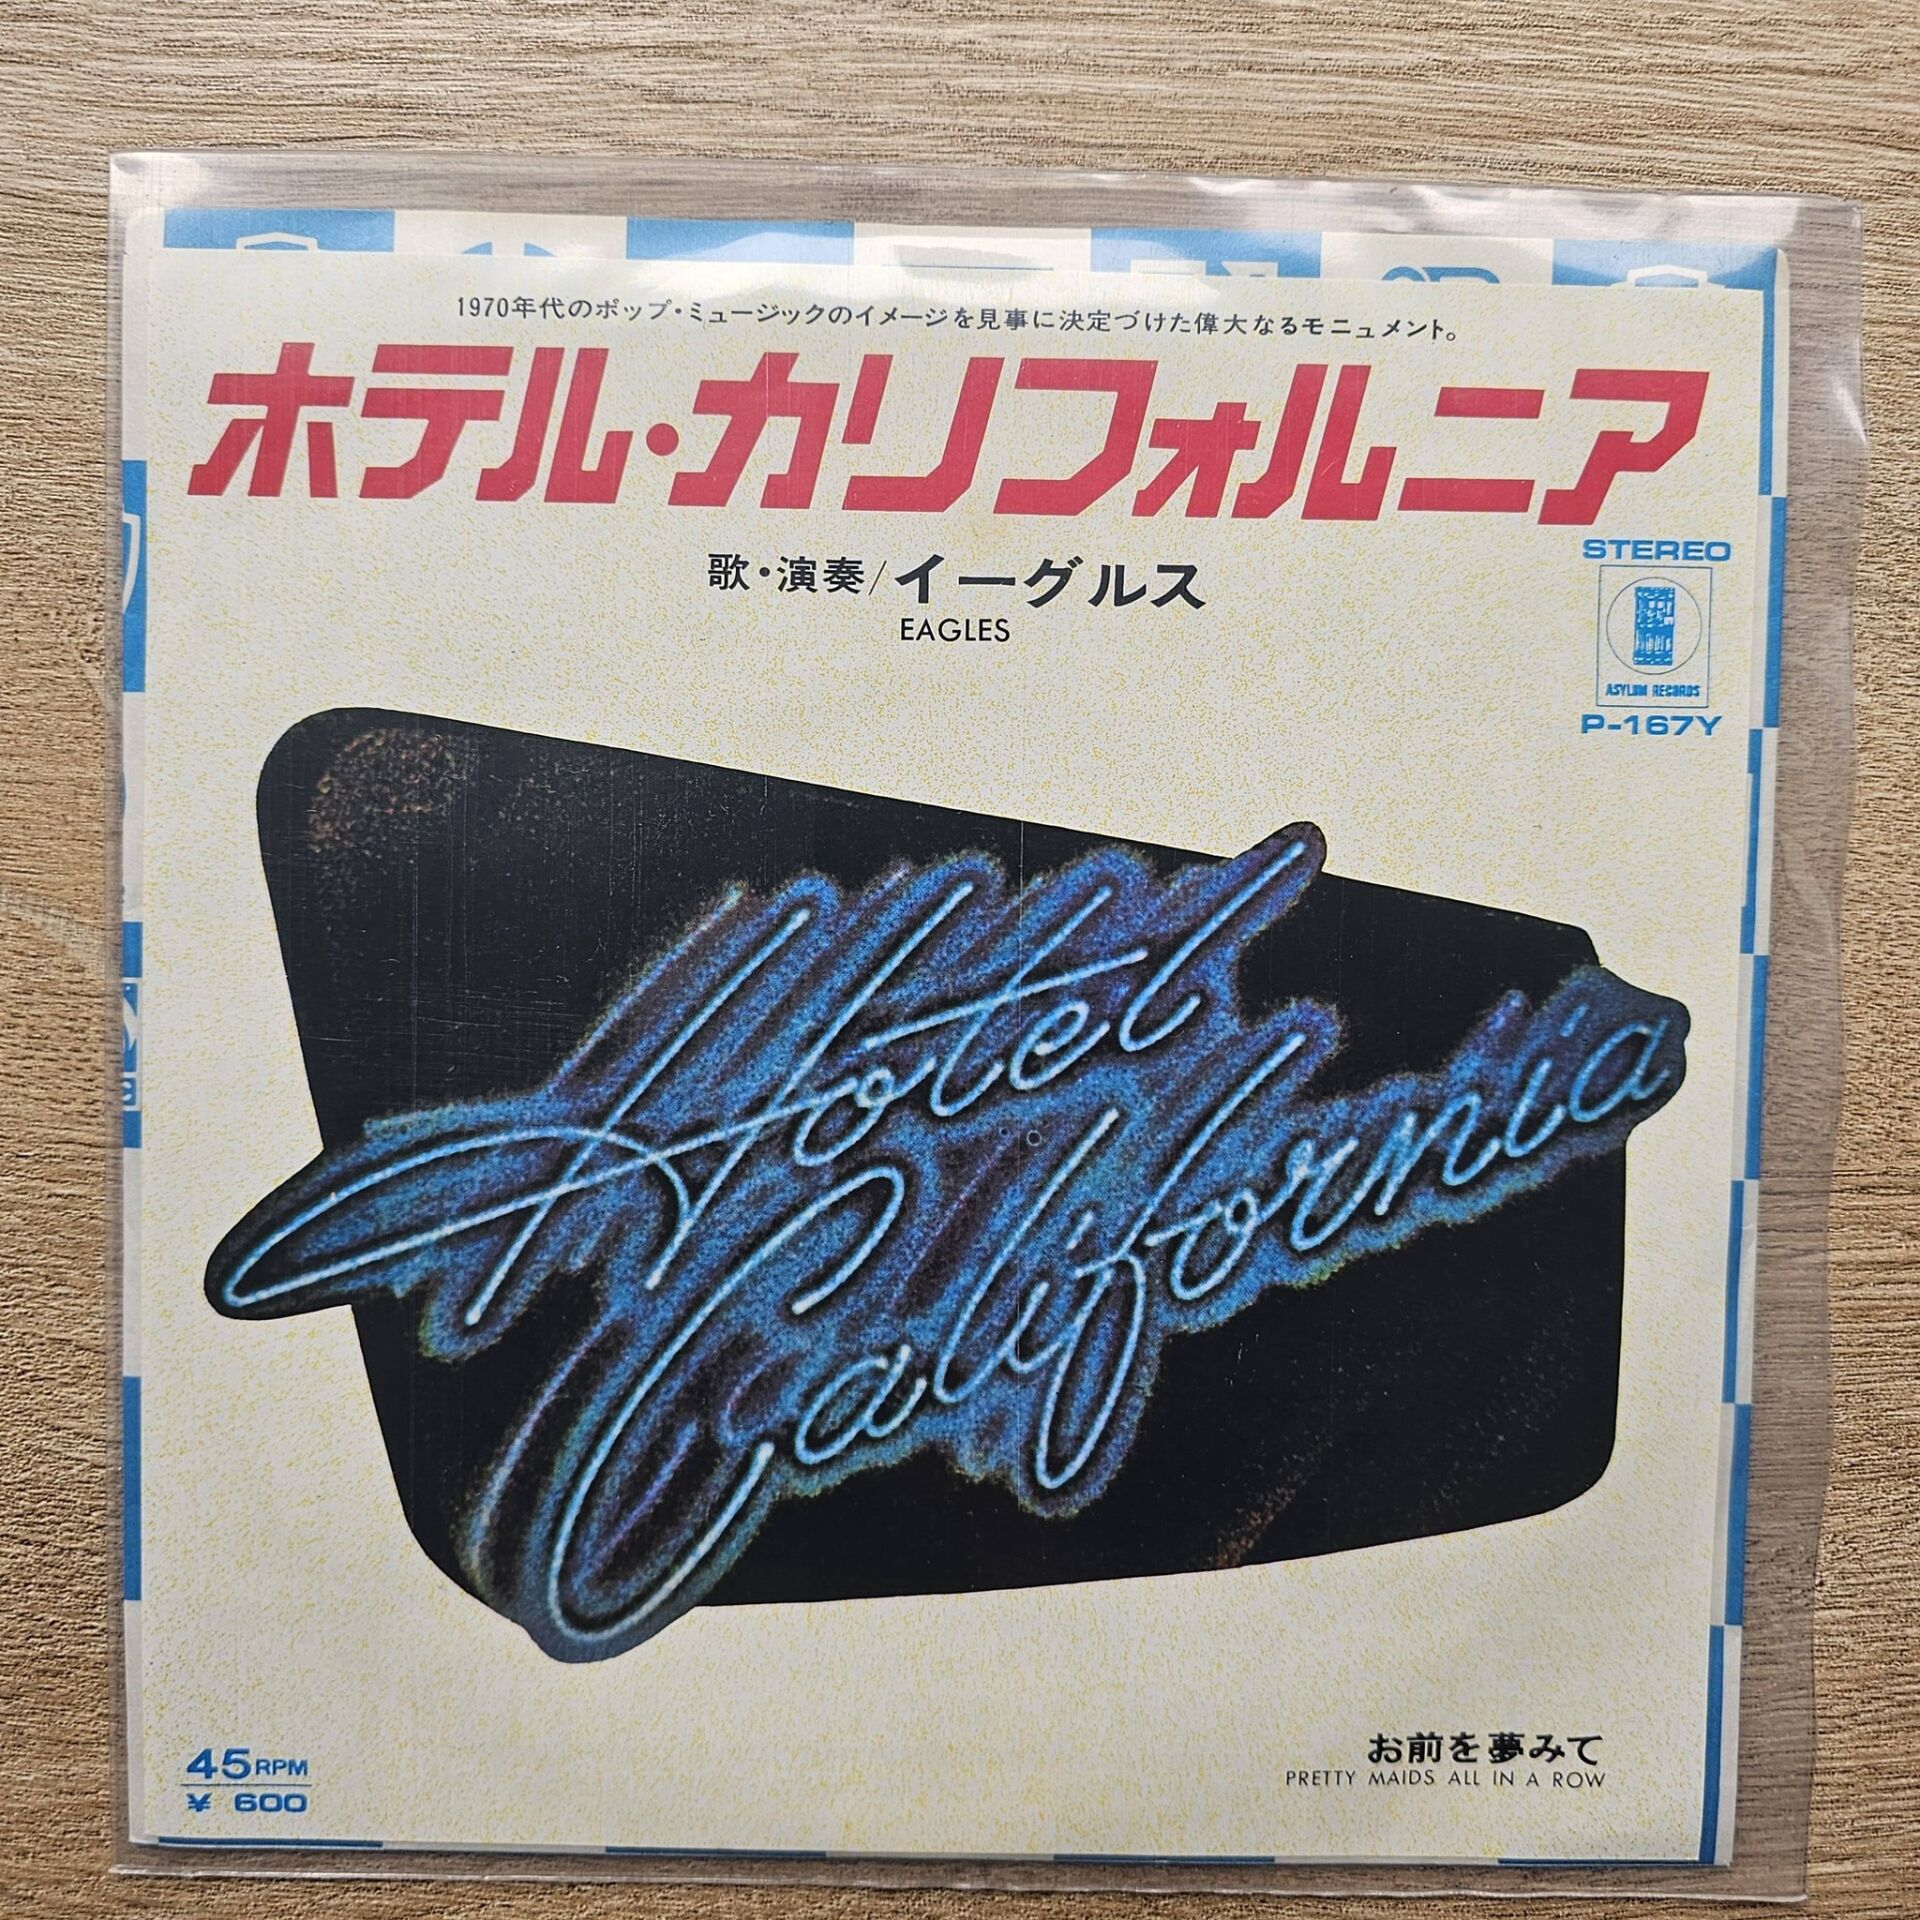 1970年代のポップ・ミュージックのイメージを見事に決定づけた偉大なるモニュメント。
ホテル・カリフォルニア
歌・演奏/イーグルス
EAGLES
STEREO
ASYLUM RECORDS
P-167Y
Hotel
California
お前を夢みて
PRETTY MAIDS ALL IN A ROW
45RPM
¥ 600